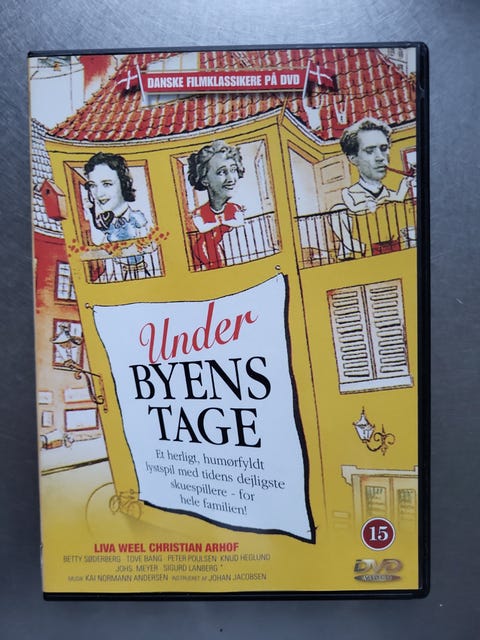 DANSKE FILMKLASSIKERE PÅ DVD
Under
BYENS
TAGE
Et herligt, humørfyldt
lystspil med tidens dejligste
skuespillere - for
hele familien!
15
LIVA WEEL CHRISTIAN ARHOF
BETTY SØDERBERG · TOVE BANG · PETER POULSEN · KNUD HEGLUND
JOHS. MEYER · SIGURD LANGBERG
MUSIK KAI NORMANN ANDERSEN INSTRUERET AF JOHAN JACOBSEN
DVD